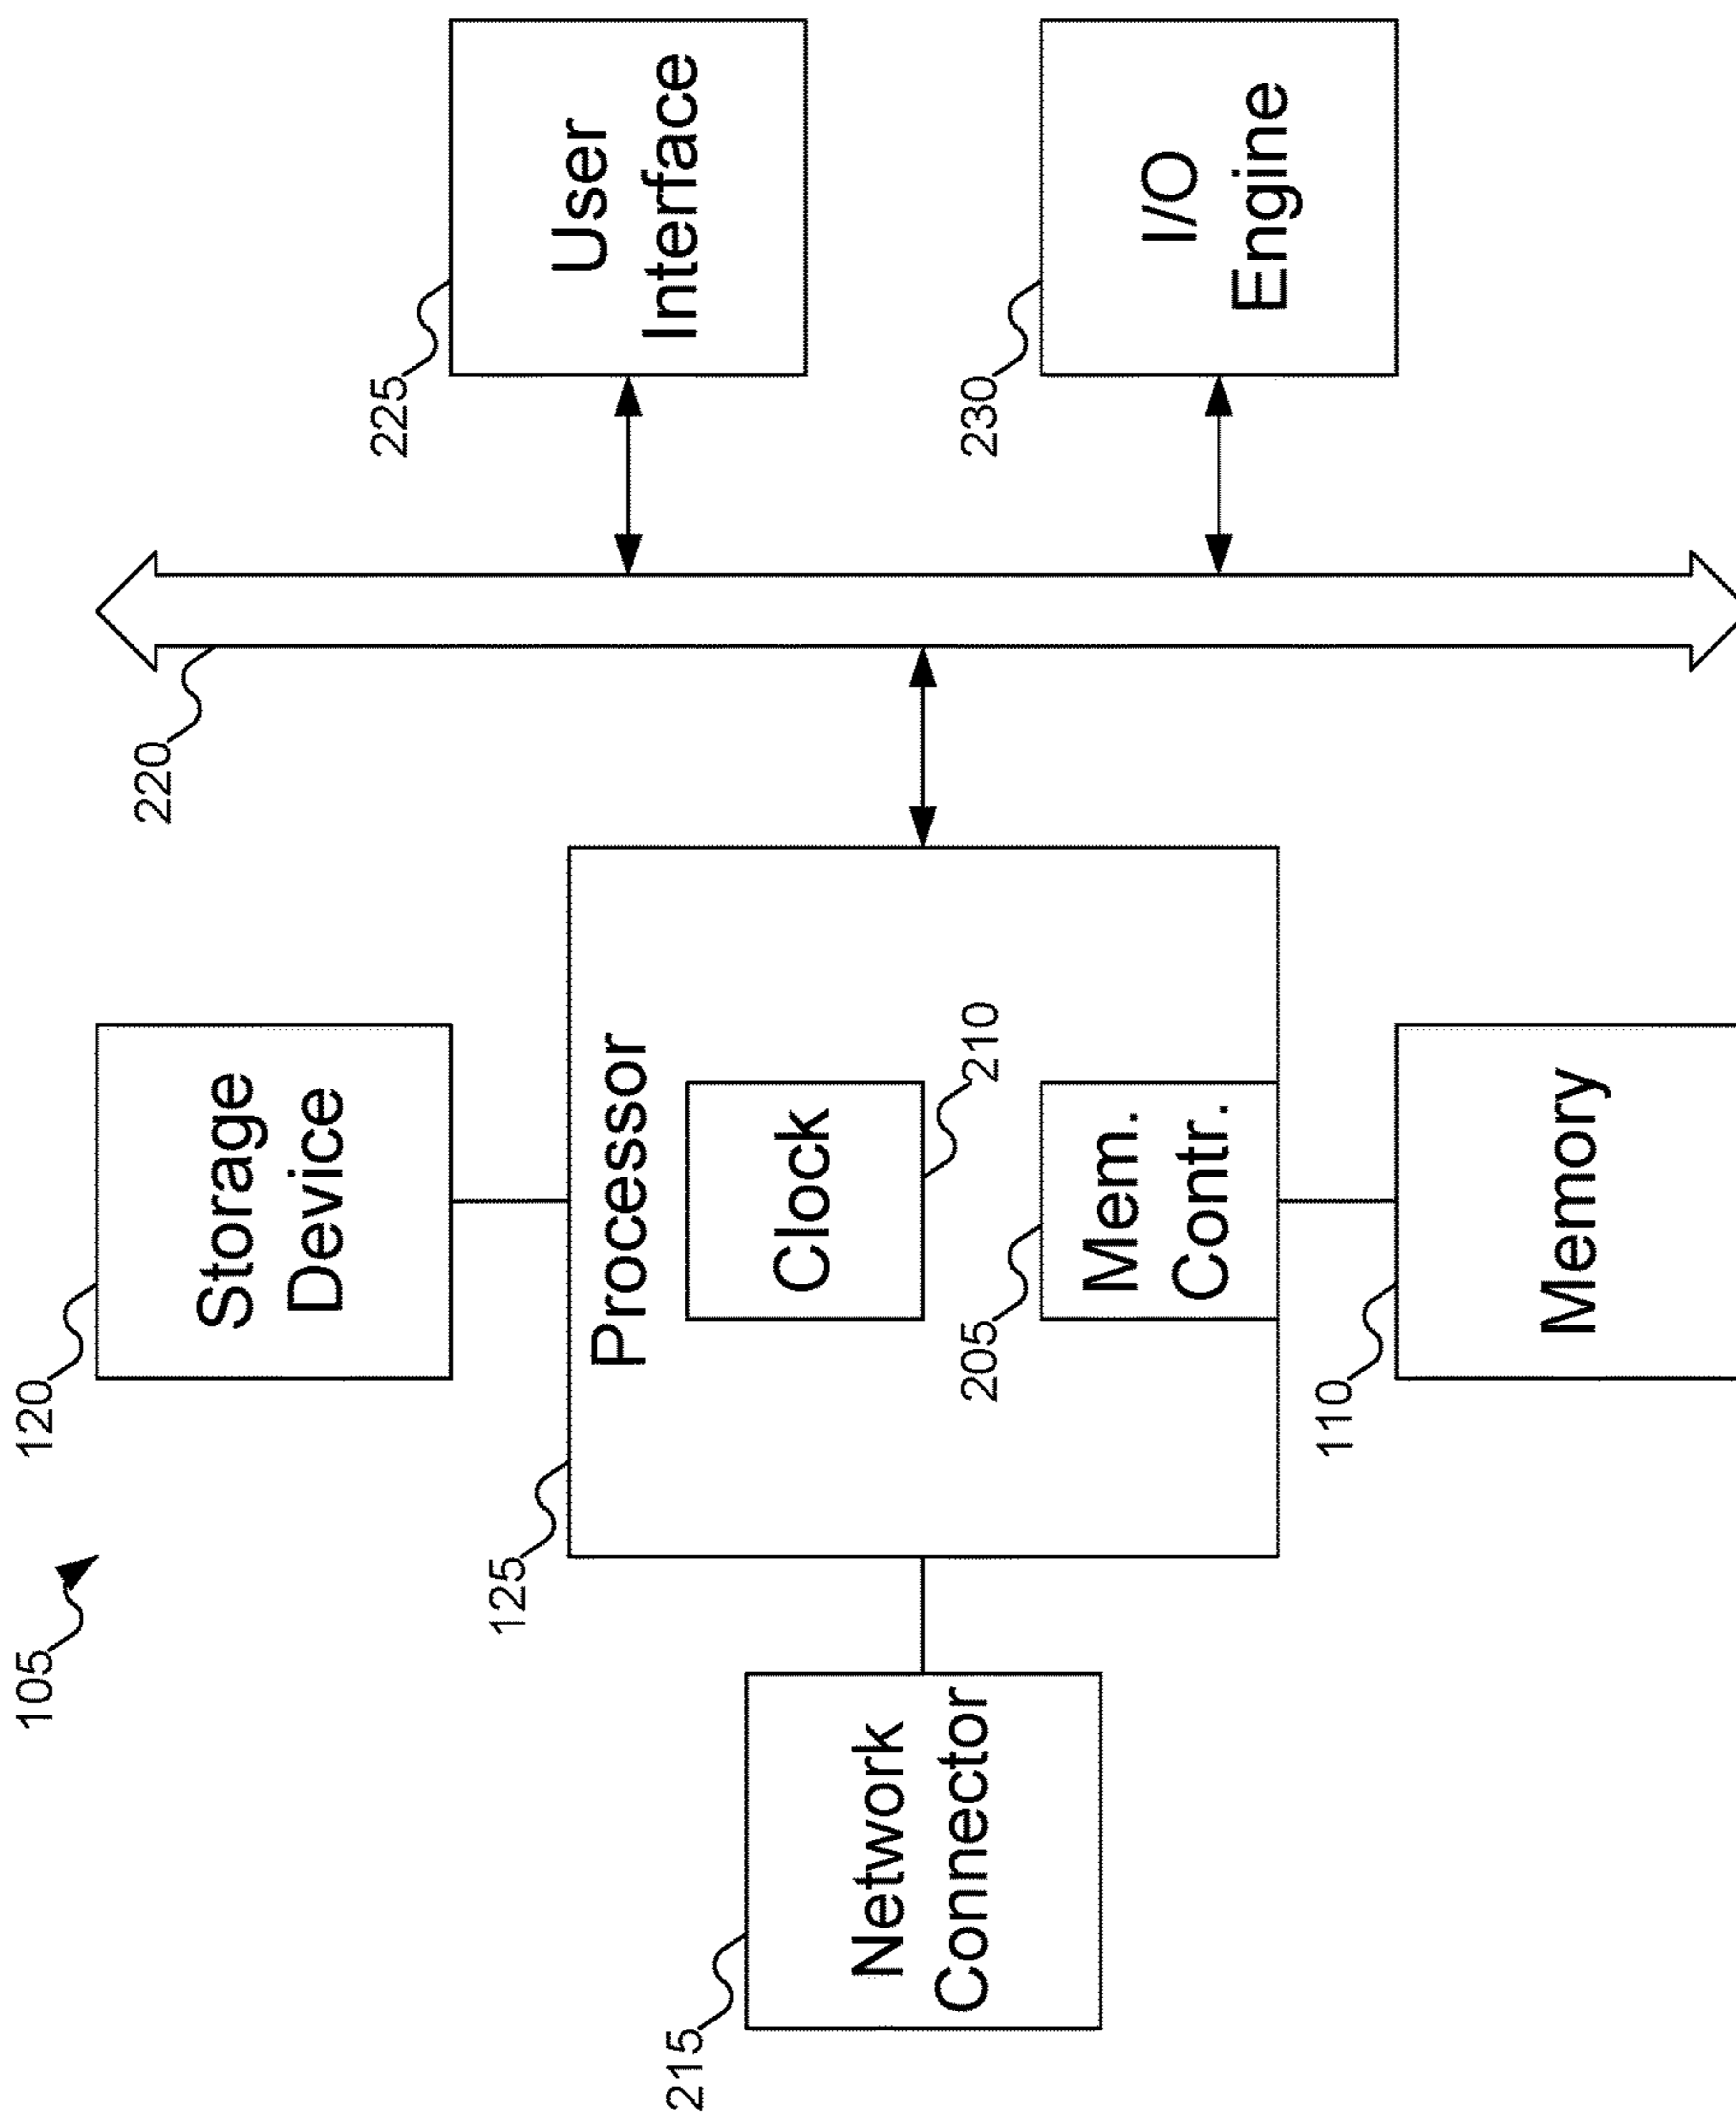 105
120
Storage
Device
125
Processor
Clock
210
205
Mem.
Contr.
110
Memory
215
Network
Connector
220
225
User
Interface
230
I/O
Engine